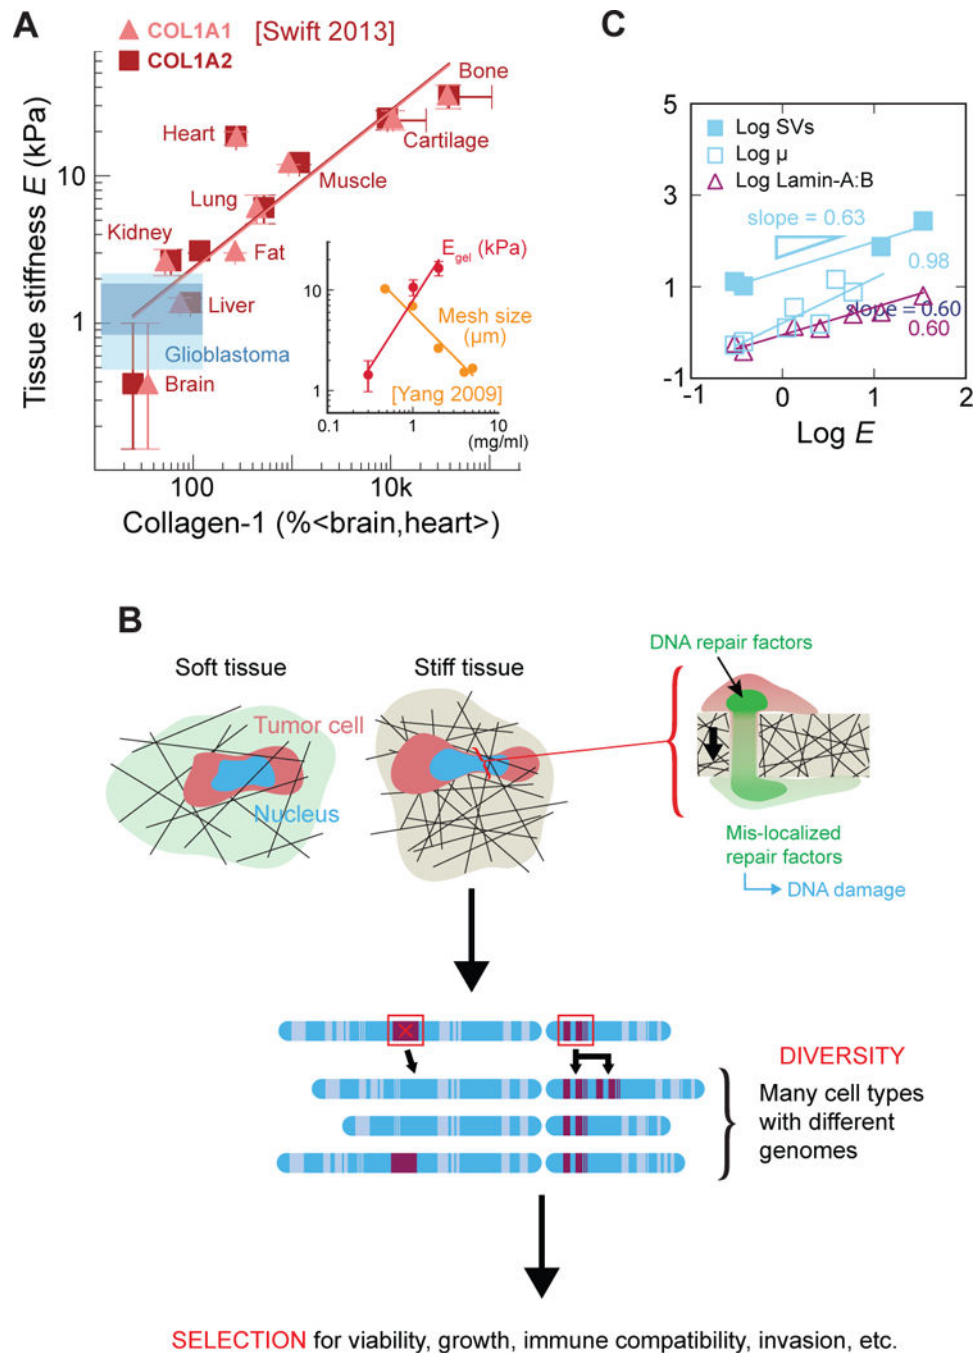 A
COL1A1 [Swift 2013]
COL1A2
Tissue stiffness E (kPa)
10
1
Bone
Heart
Cartilage
Muscle
Lung
Kidney
Fat
Liver
Glioblastoma
Brain
100
10k
Collagen-1 (%<brain,heart>)
Egel (kPa)
10
Mesh size
(µm)
1
[Yang 2009]
0.1
1
10
(mg/ml)
C
5
Log SVs
Log µ
Log Lamin-A:B
3
slope = 0.63
0.98
1
slope = 0.60
0.60
-1
-1
0
1
2
Log E
B
Soft tissue
Stiff tissue
DNA repair factors
Tumor cell
Nucleus
Mis-localized
repair factors
DNA damage
DIVERSITY
Many cell types
with different
genomes
SELECTION for viability, growth, immune compatibility, invasion, etc.